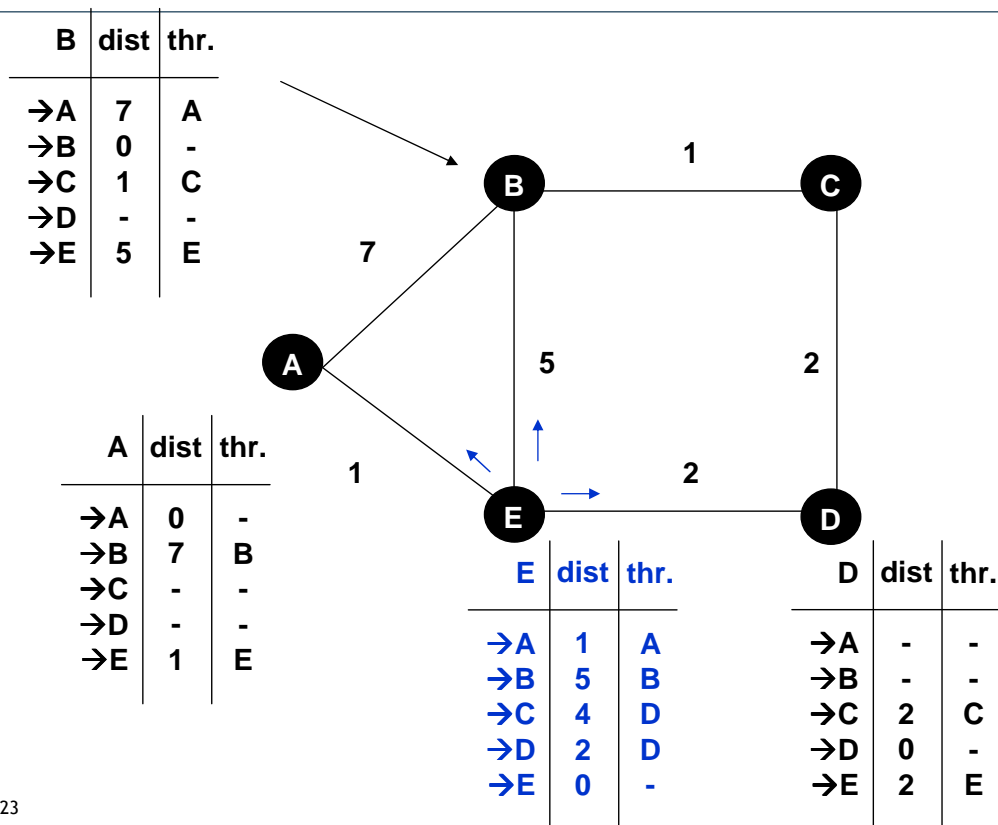 B dist thr.
→A 7 A
→B 0 -
→C 1 C
→D - -
→E 5 E
1
B
C
7
A
5
2
A dist thr.
→A 0 -
→B 7 B
→C - -
→D - -
→E 1 E
1
2
E
D
E dist thr.
→A 1 A
→B 5 B
→C 4 D
→D 2 D
→E 0 -
D dist thr.
→A - -
→B - -
→C 2 C
→D 0 -
→E 2 E
23